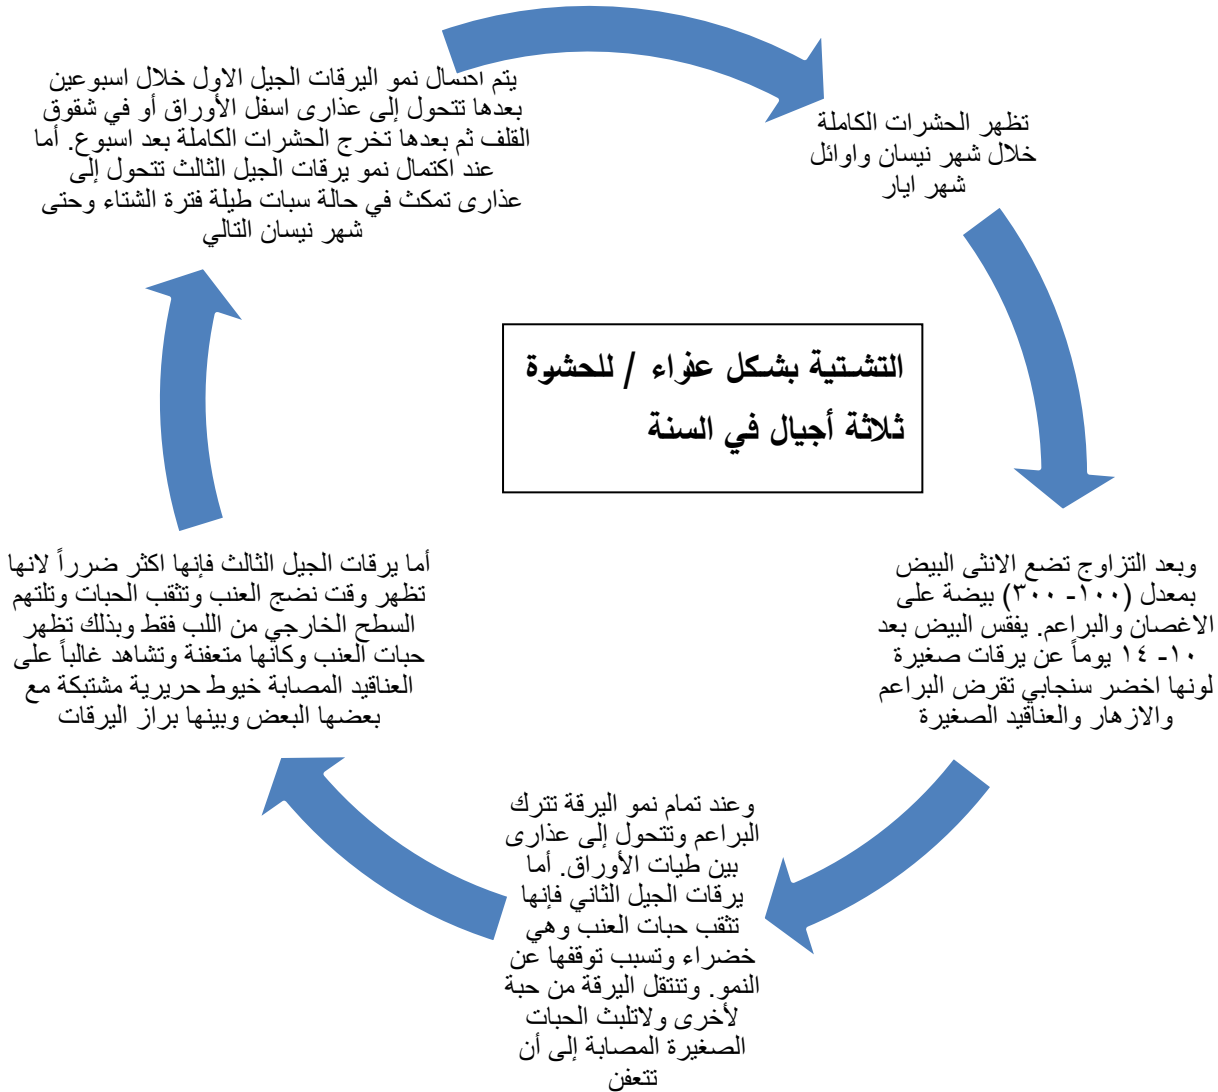 تظهر الحشرات الكاملة
خلال شهر نيسان واوائل
شهر ايار
وبعد التزاوج تضع الانثى البيض
بمعدل (١٠٠- ٣٠٠) بيضة على
الاغصان والبراعم. يفقس البيض بعد
١٠- ١٤ يوماً عن يرقات صغيرة
لونها اخضر سنجابي تقرض البراعم
والازهار والعناقيد الصغيرة
وعند تمام نمو اليرقة تترك
البراعم وتتحول إلى عذارى
بين طيات الأوراق. أما
يرقات الجيل الثاني فإنها
تثقب حبات العنب وهي
خضراء وتسبب توقفها عن
النمو. وتنتقل اليرقة من حبة
لأخرى ولاتلبث الحبات
الصغيرة المصابة إلى أن
تتعفن
أما يرقات الجيل الثالث فإنها اكثر ضرراً لانها
تظهر وقت نضج العنب وتثقب الحبات وتلتهم
السطح الخارجي من اللب فقط وبذلك تظهر
حبات العنب وكانها متعفنة وتشاهد غالباً على
العناقيد المصابة خيوط حريرية مشتبكة مع
بعضها البعض وبينها براز اليرقات
يتم اكتمال نمو اليرقات الجيل الاول خلال اسبوعين
بعدها تتحول إلى عذارى اسفل الأوراق أو في شقوق
القلف ثم بعدها تخرج الحشرات الكاملة بعد اسبوع. أما
عند اكتمال نمو يرقات الجيل الثالث تتحول إلى
عذارى تمكث في حالة سبات طيلة فترة الشتاء وحتى
شهر نيسان التالي
التشتية بشكل عذراء / للحشرة
ثلاثة أجيال في السنة